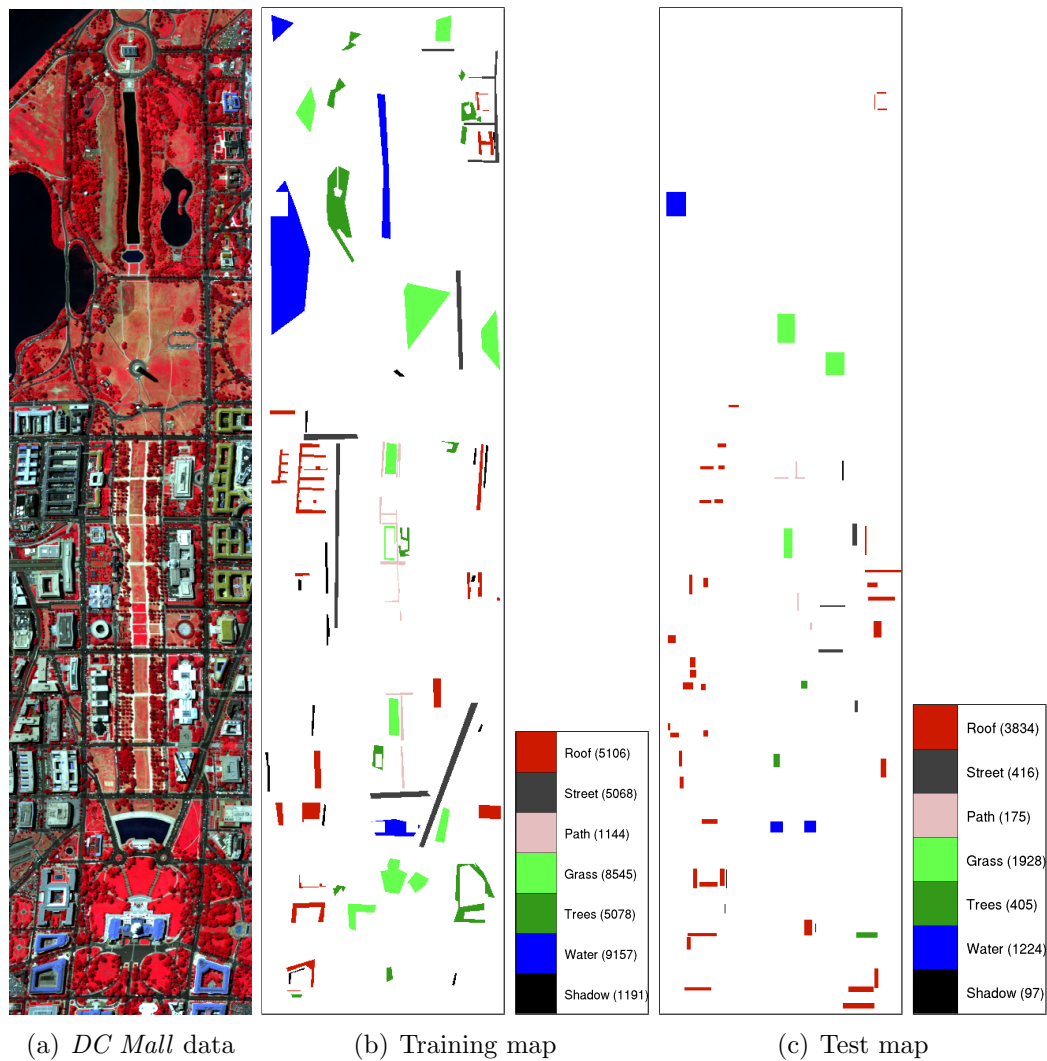 Roof (5106)
Street (5068)
Path (1144)
Grass (8545)
Trees (5078)
Water (9157)
Shadow (1191)
Roof (3834)
Street (416)
Path (175)
Grass (1928)
Trees (405)
Water (1224)
Shadow (97)
(a) DC Mall data
(b) Training map
(c) Test map